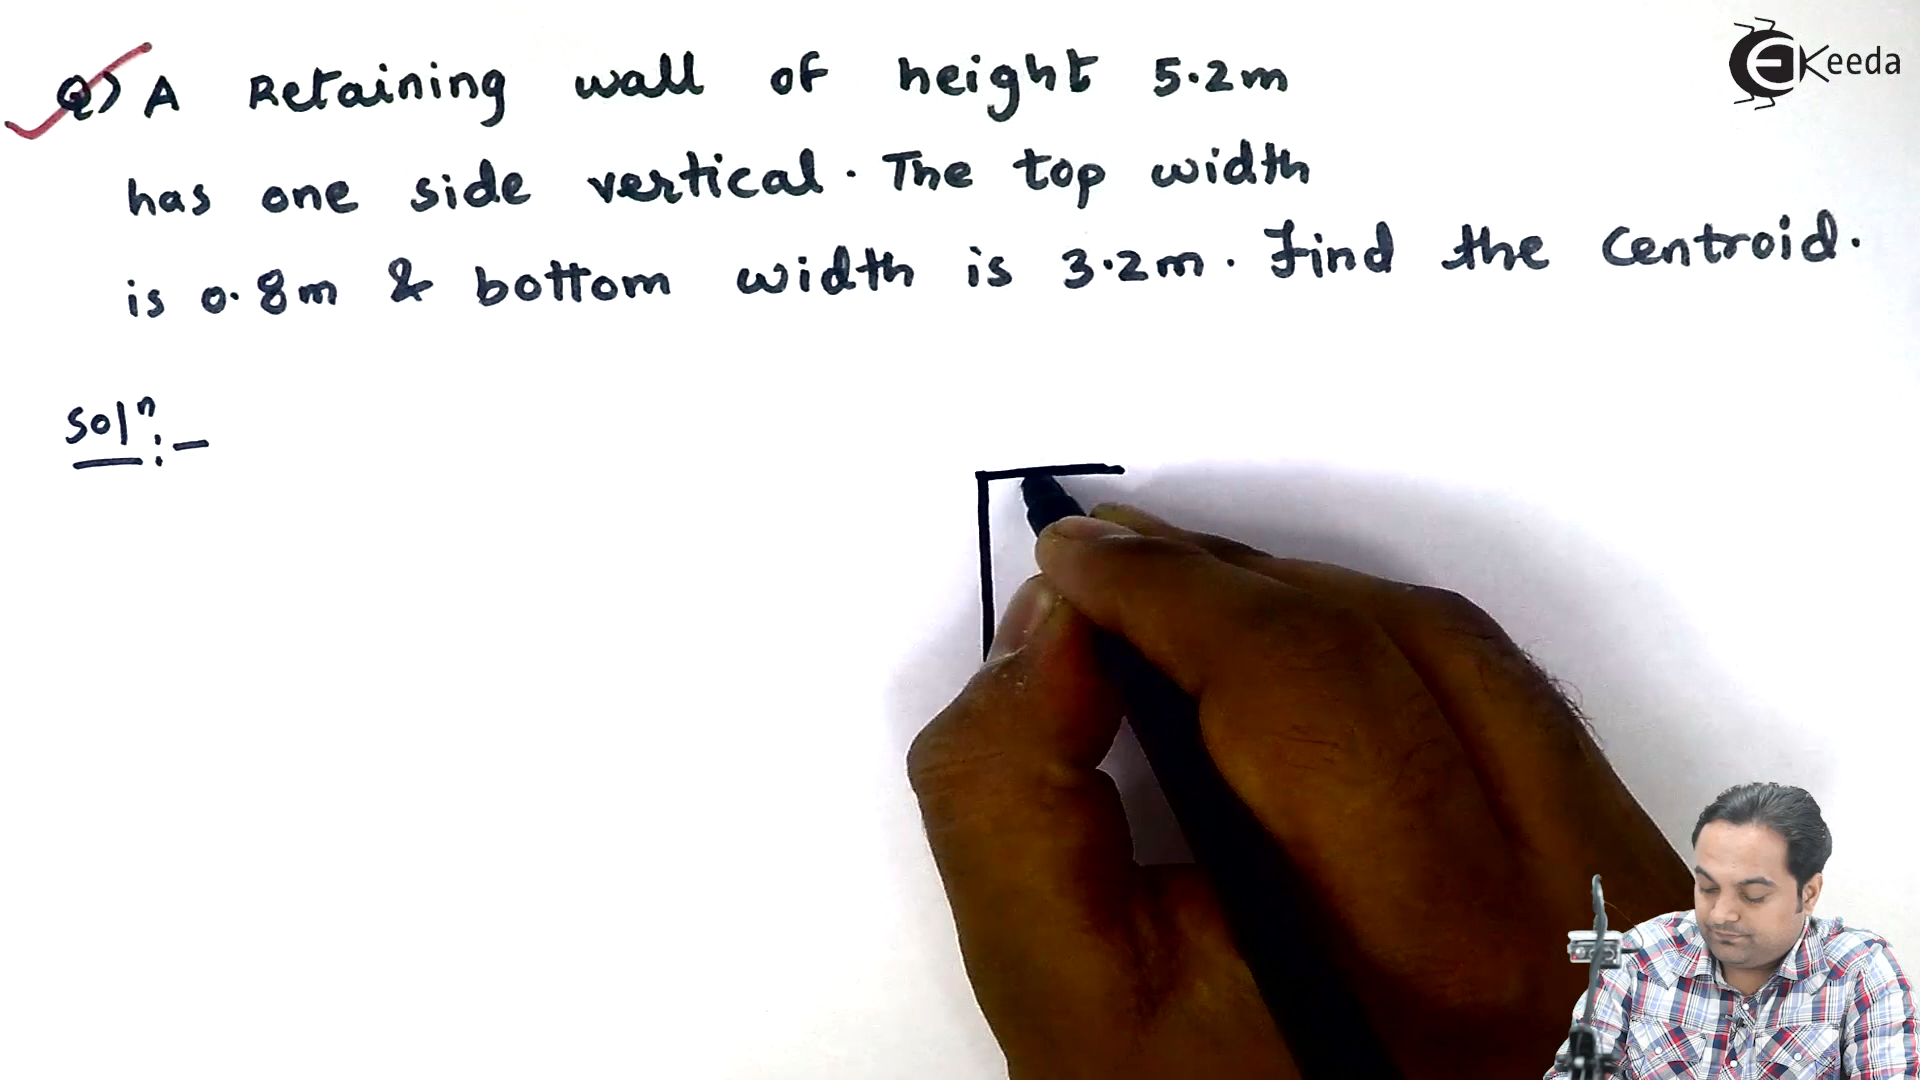 Keeda
Q) A Retaining wall of height 5.2m
has one side vertical. The top width
is 0.8m & bottom width is 3.2m. Find the centroid.
Solⁿ:-